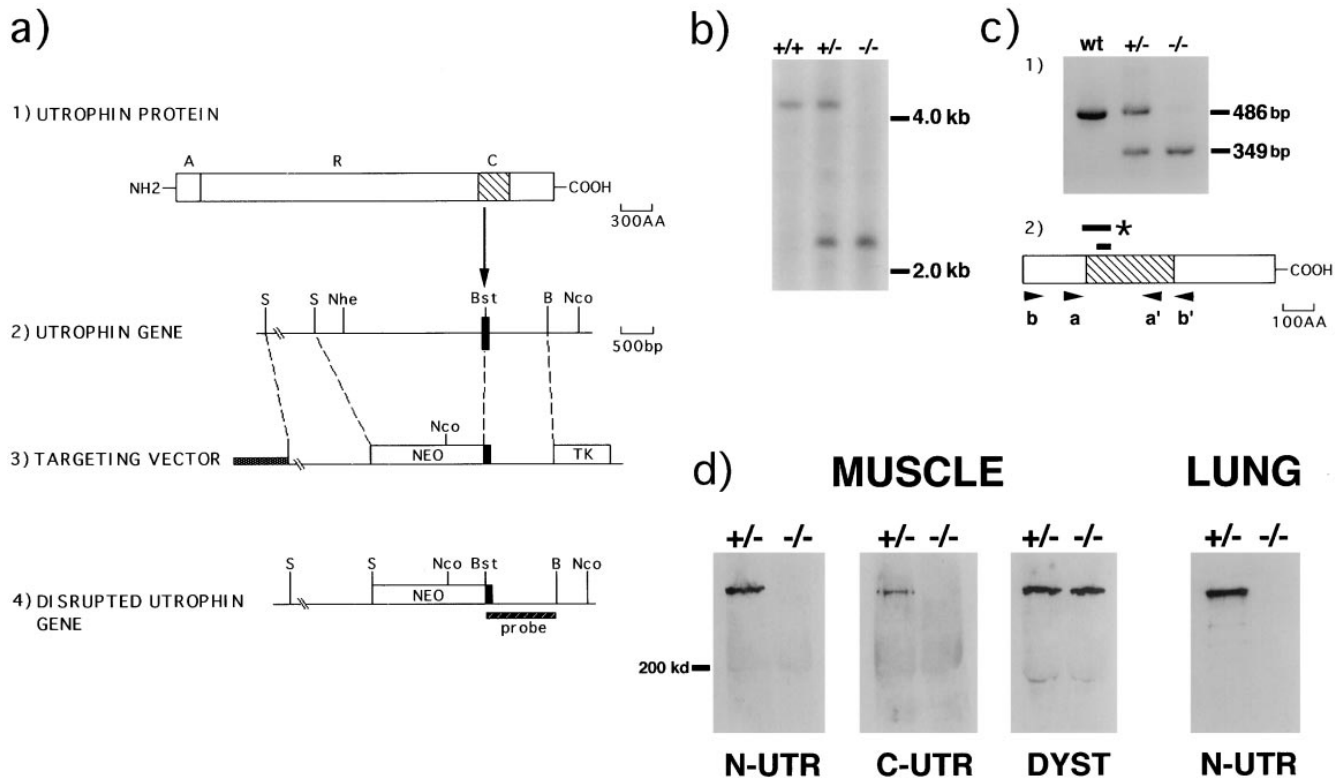 a)
1) UTROPHIN PROTEIN
A R C
NH2 COOH
300AA
S S Nhe Bst B Nco
2) UTROPHIN GENE
500bp
Nco
3) TARGETING VECTOR
NEO TK
S S Nco Bst B Nco
4) DISRUPTED UTROPHIN
GENE
NEO
probe
b)
+/+ +/- -/-
4.0 kb
2.0 kb
c)
wt +/- -/-
1)
486 bp
349 bp
2)
*
COOH
b a a' b'
100AA
d)
MUSCLE LUNG
+/- -/- +/- -/- +/- -/- +/- -/-
200 kd
N-UTR C-UTR DYST N-UTR